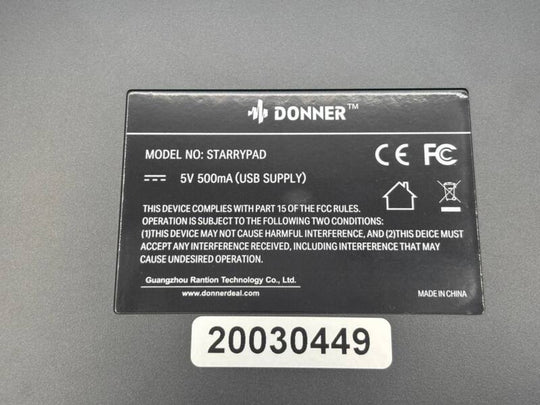 DONNER™
MODEL NO: STARRYPAD
CE FC
5V 500mA (USB SUPPLY)
THIS DEVICE COMPLIES WITH PART 15 OF THE FCC RULES.
OPERATION IS SUBJECT TO THE FOLLOWING TWO CONDITIONS:
(1)THIS DEVICE MAY NOT CAUSE HARMFUL INTERFERENCE, AND (2)THIS DEICE MUST
ACCEPT ANY INTERFERENCE RECEIVED, INCLUDING INTERFERENCE THAT MAY
CAUSE UNDESIRED OPERATION.
Guangzhou Rantion Technology Co., Ltd.
www.donnerdeal.com
MADE IN CHINA
20030449